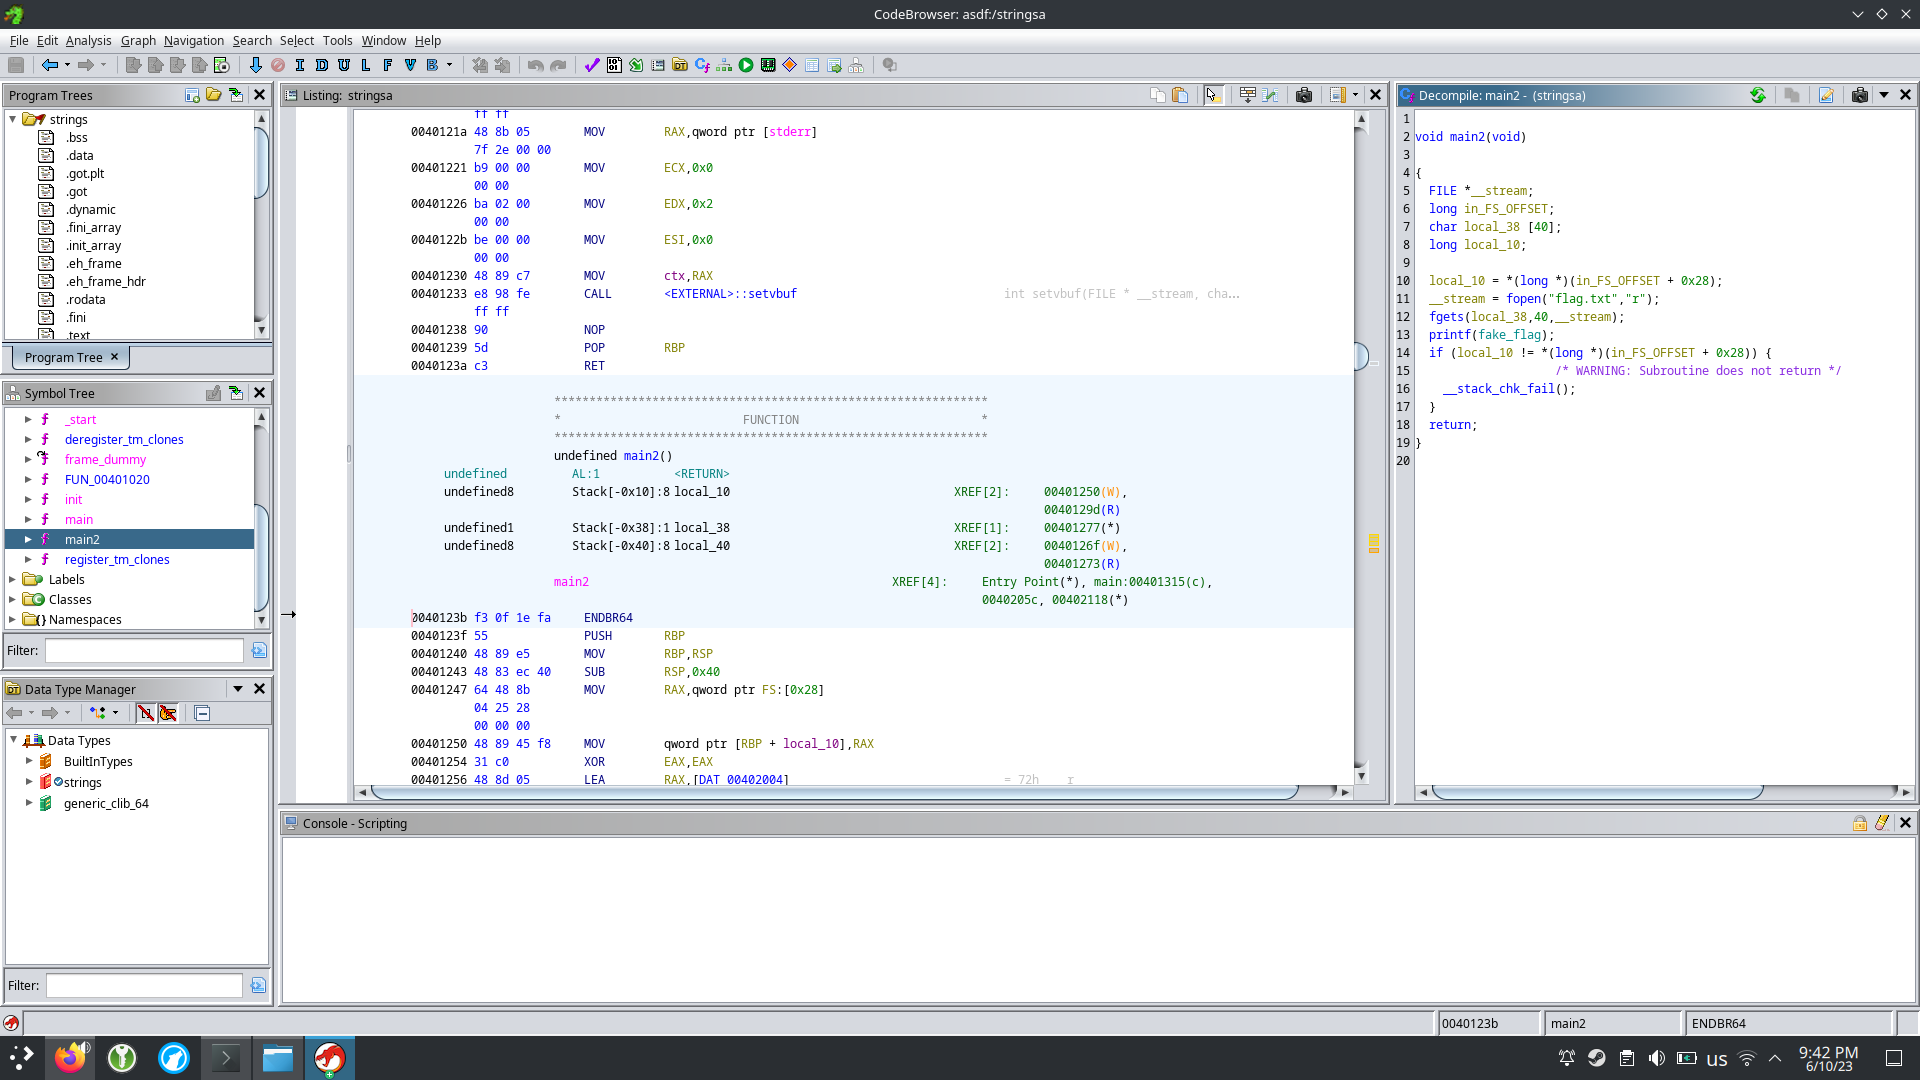 CodeBrowser: asdf:/stringsa
File Edit Analysis Graph Navigation Search Select Tools Window Help
I D U L F V B
Program Trees
strings
.bss
.data
.got.plt
.got
.dynamic
.fini_array
.init_array
.eh_frame
.eh_frame_hdr
.rodata
.fini
.text
Program Tree
Symbol Tree
_start
deregister_tm_clones
frame_dummy
FUN_00401020
init
main
main2
register_tm_clones
Labels
Classes
Namespaces
Filter:
Data Type Manager
Data Types
BuiltInTypes
strings
generic_clib_64
Filter:
Listing: stringsa
ff ff
0040121a 48 8b 05 MOV RAX,qword ptr [stderr]
7f 2e 00 00
00401221 b9 00 00 MOV ECX,0x0
00 00
00401226 ba 02 00 MOV EDX,0x2
00 00
0040122b be 00 00 MOV ESI,0x0
00 00
00401230 48 89 c7 MOV ctx,RAX
00401233 e8 98 fe CALL <EXTERNAL>::setvbuf int setvbuf(FILE * __stream, cha...
ff ff
00401238 90 NOP
00401239 5d POP RBP
0040123a c3 RET
**************************************************************
* FUNCTION *
**************************************************************
undefined main2()
undefined AL:1 <RETURN>
undefined8 Stack[-0x10]:8 local_10 XREF[2]: 00401250(W),
0040129d(R)
undefined1 Stack[-0x38]:1 local_38 XREF[1]: 00401277(*)
undefined8 Stack[-0x40]:8 local_40 XREF[2]: 0040126f(W),
00401273(R)
main2 XREF[4]: Entry Point(*), main:00401315(c),
0040205c, 00402118(*)
0040123b f3 0f 1e fa ENDBR64
0040123f 55 PUSH RBP
00401240 48 89 e5 MOV RBP,RSP
00401243 48 83 ec 40 SUB RSP,0x40
00401247 64 48 8b MOV RAX,qword ptr FS:[0x28]
04 25 28
00 00 00
00401250 48 89 45 f8 MOV qword ptr [RBP + local_10],RAX
00401254 31 c0 XOR EAX,EAX
00401256 48 8d 05 LEA RAX,[DAT_00402004] = 72h r
Decompile: main2 - (stringsa)
1
2 void main2(void)
3
4 {
5 FILE *__stream;
6 long in_FS_OFFSET;
7 char local_38 [40];
8 long local_10;
9
10 local_10 = *(long *)(in_FS_OFFSET + 0x28);
11 __stream = fopen("flag.txt","r");
12 fgets(local_38,40,__stream);
13 printf(fake_flag);
14 if (local_10 != *(long *)(in_FS_OFFSET + 0x28)) {
15 /* WARNING: Subroutine does not return */
16 __stack_chk_fail();
17 }
18 return;
19 }
20
Console - Scripting
0040123b main2 ENDBR64
us
9:42 PM
6/10/23